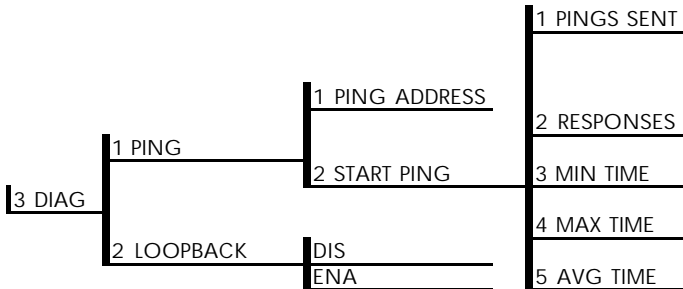 3 DIAG
1 PING
1 PING ADDRESS
2 START PING
1 PINGS SENT
2 RESPONSES
3 MIN TIME
4 MAX TIME
5 AVG TIME
2 LOOPBACK
DIS
ENA